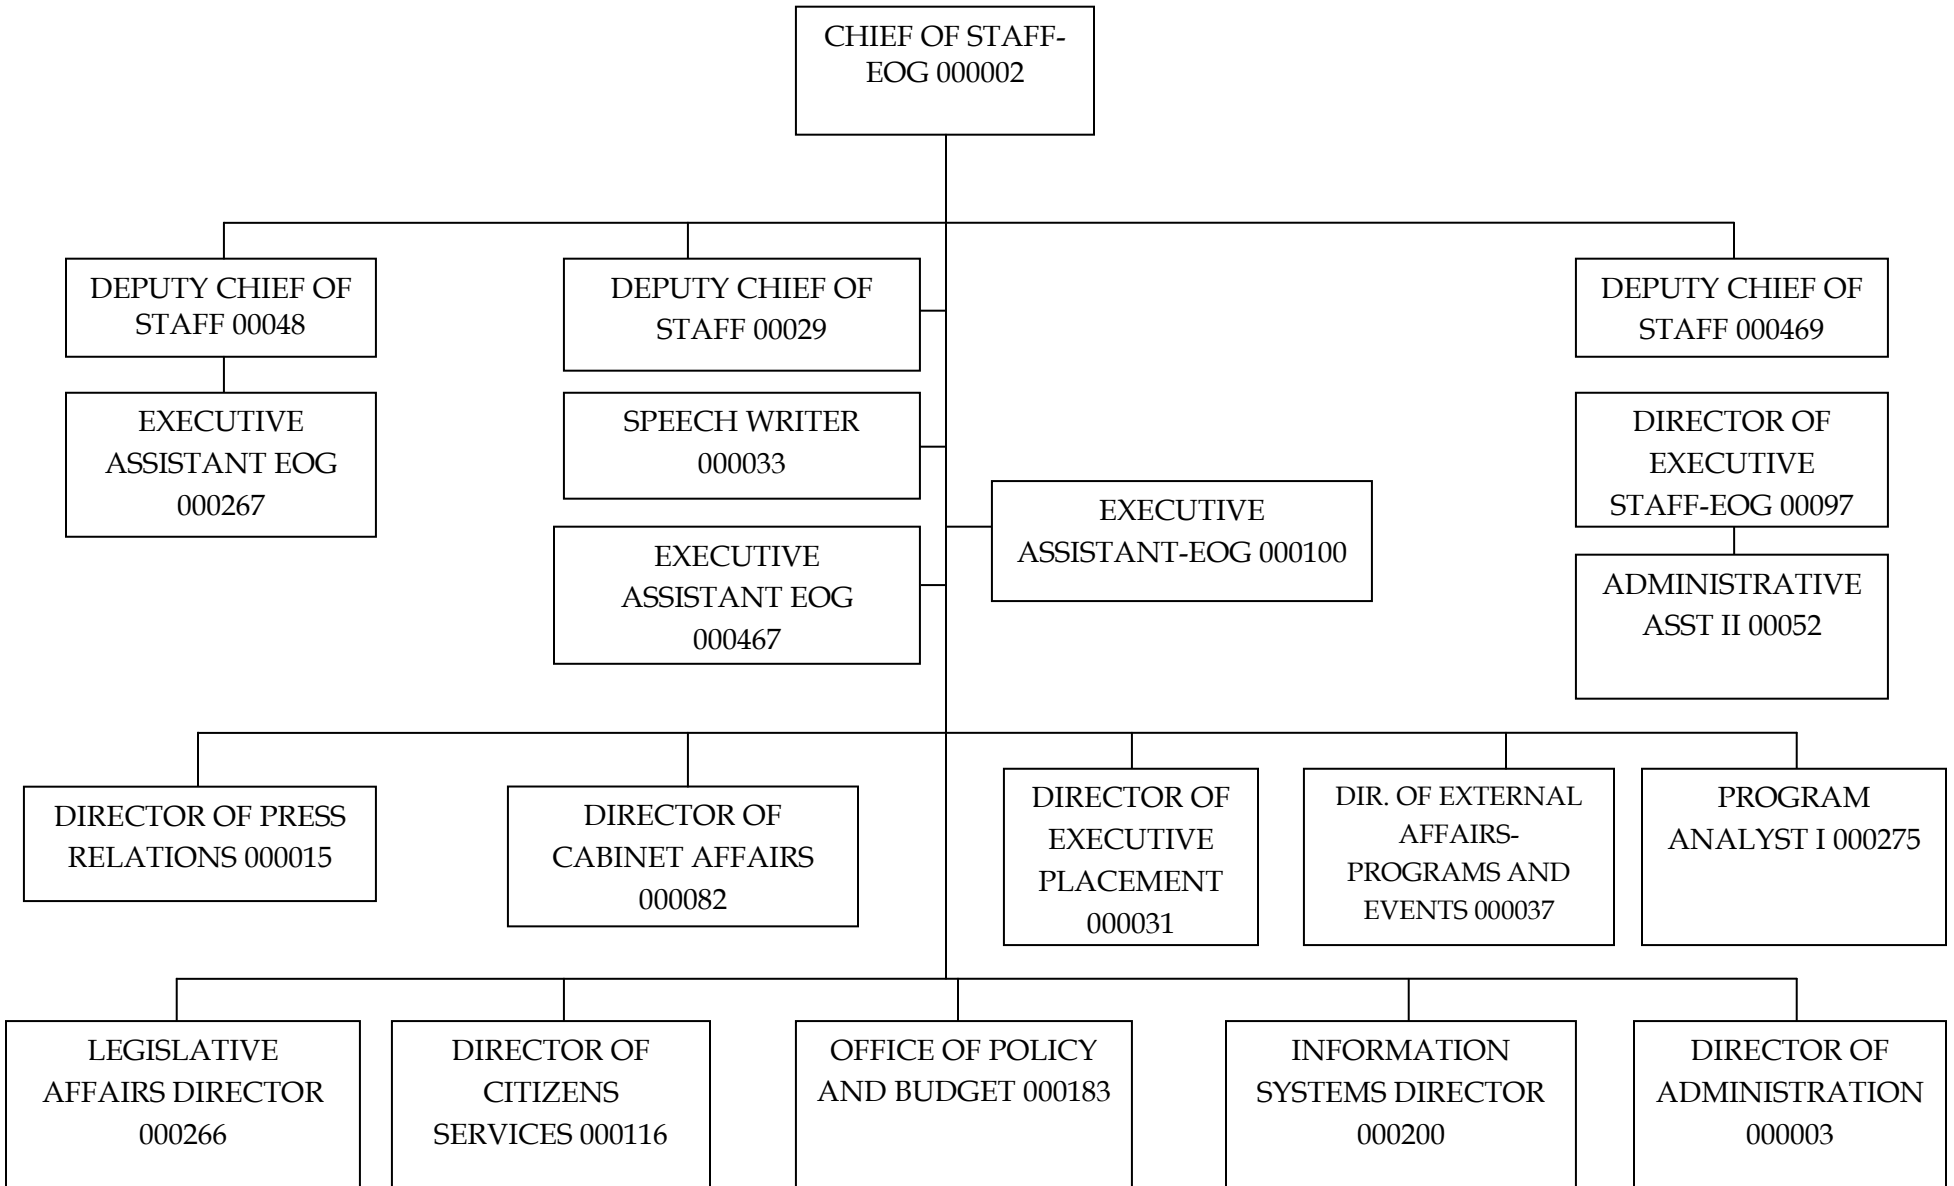 CHIEF OF STAFF-
EOG 000002
DEPUTY CHIEF OF
STAFF 00048
DEPUTY CHIEF OF
STAFF 00029
DEPUTY CHIEF OF
STAFF 000469
EXECUTIVE
ASSISTANT EOG
000267
SPEECH WRITER
000033
EXECUTIVE
ASSISTANT EOG
000467
EXECUTIVE
ASSISTANT-EOG 000100
DIRECTOR OF
EXECUTIVE
STAFF-EOG 00097
ADMINISTRATIVE
ASST II 00052
DIRECTOR OF PRESS
RELATIONS 000015
DIRECTOR OF
CABINET AFFAIRS
000082
DIRECTOR OF
EXECUTIVE
PLACEMENT
000031
DIR. OF EXTERNAL
AFFAIRS-
PROGRAMS AND
EVENTS 000037
PROGRAM
ANALYST I 000275
LEGISLATIVE
AFFAIRS DIRECTOR
000266
DIRECTOR OF
CITIZENS
SERVICES 000116
OFFICE OF POLICY
AND BUDGET 000183
INFORMATION
SYSTEMS DIRECTOR
000200
DIRECTOR OF
ADMINISTRATION
000003